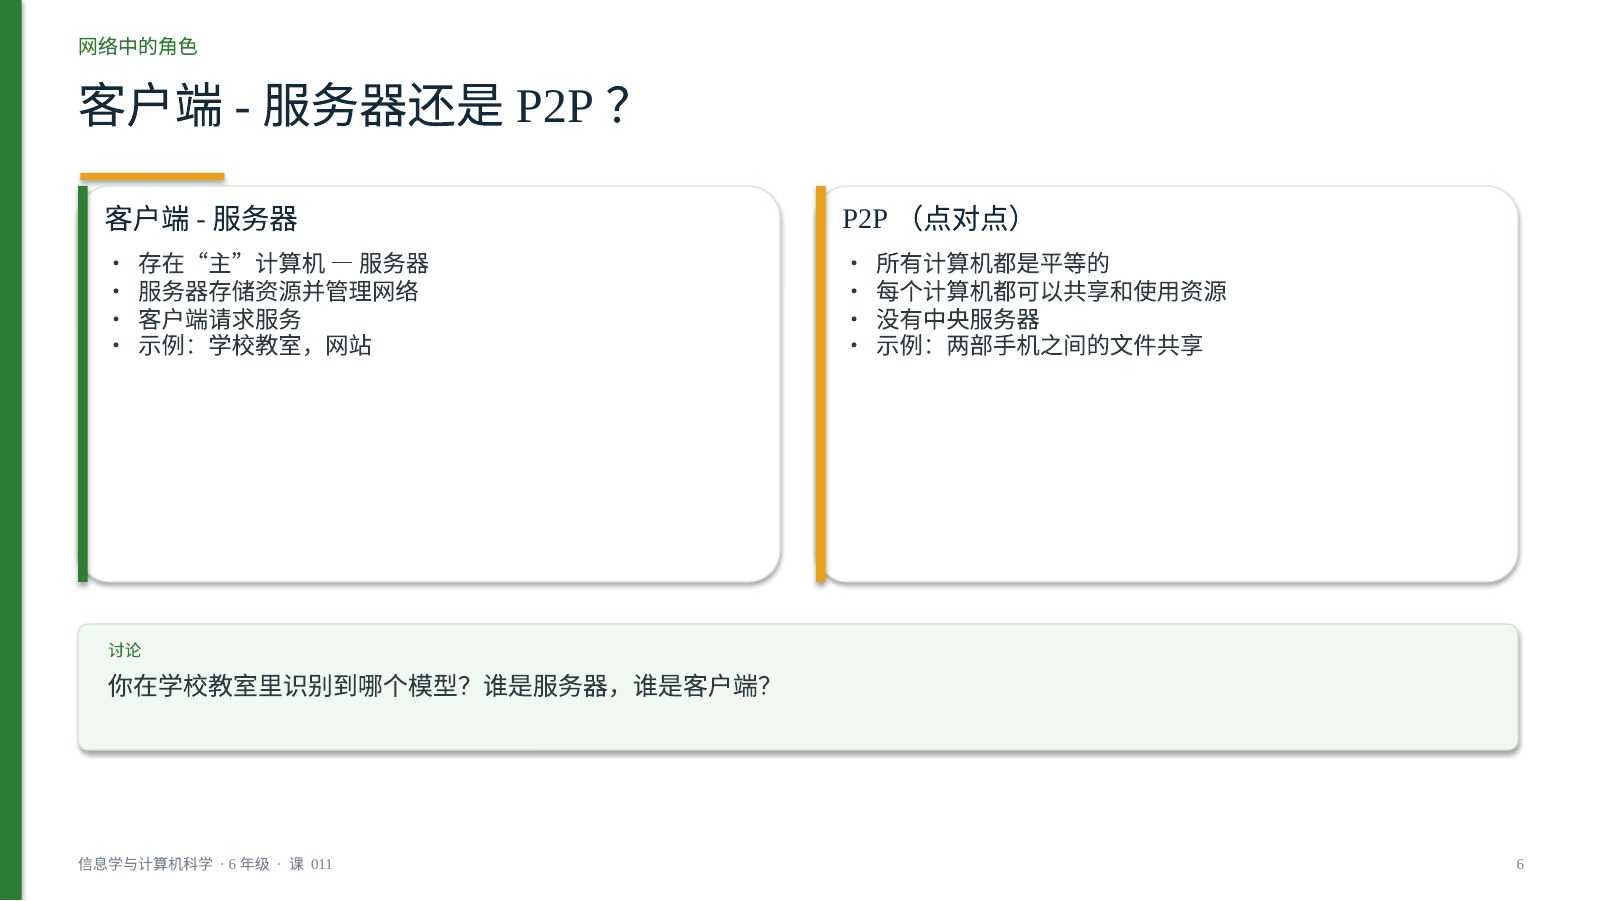 网络中的角色
客户端 - 服务器还是 P2P？
客户端 - 服务器
• 存在“主”计算机 — 服务器
• 服务器存储资源并管理网络
• 客户端请求服务
• 示例：学校教室，网站
P2P （点对点）
• 所有计算机都是平等的
• 每个计算机都可以共享和使用资源
• 没有中央服务器
• 示例：两部手机之间的文件共享
讨论
你在学校教室里识别到哪个模型？谁是服务器，谁是客户端？
信息学与计算机科学 · 6 年级 · 课 011
6